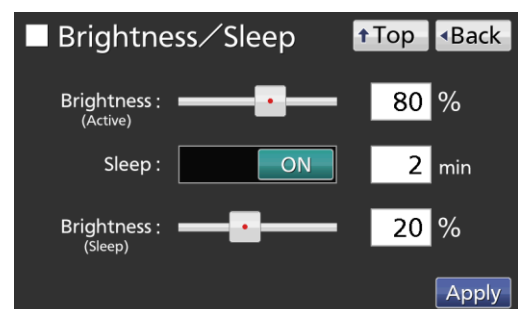 Brightness／Sleep ↑Top ◂Back
Brightness : 80 %
(Active)
Sleep : ON 2 min
Brightness : 20 %
(Sleep)
Apply